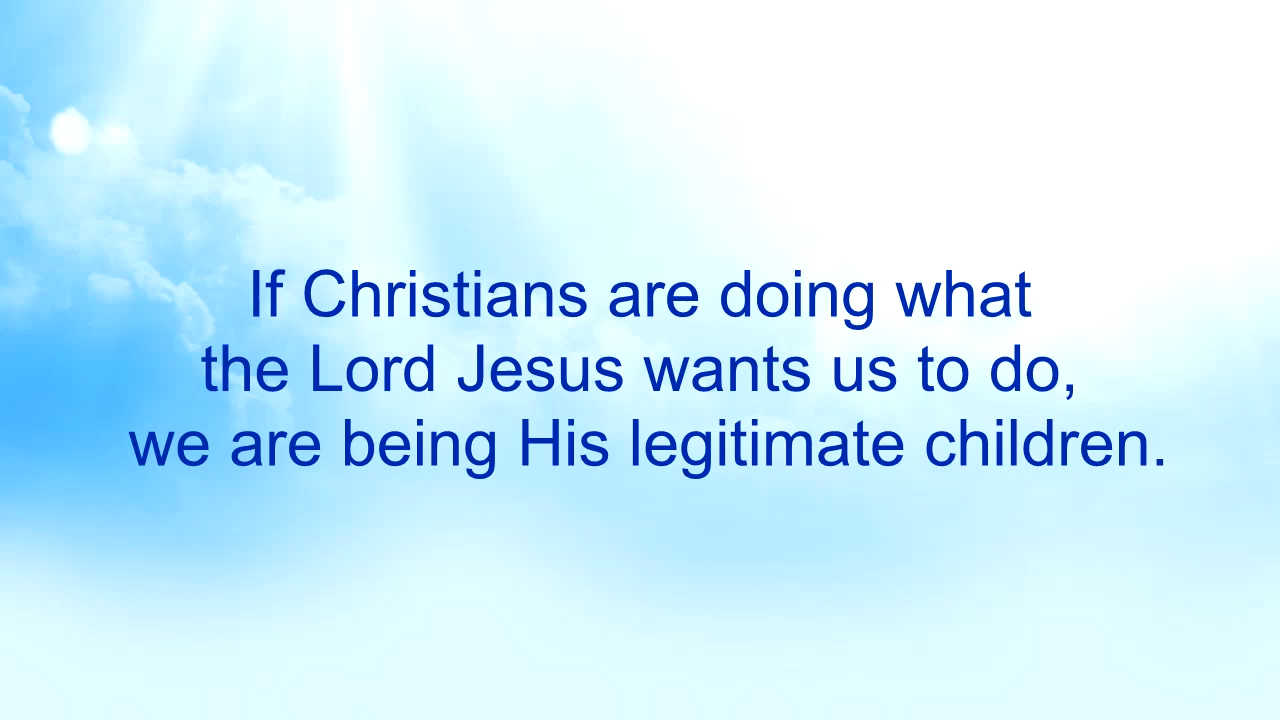 If Christians are doing what
the Lord Jesus wants us to do,
we are being His legitimate children.